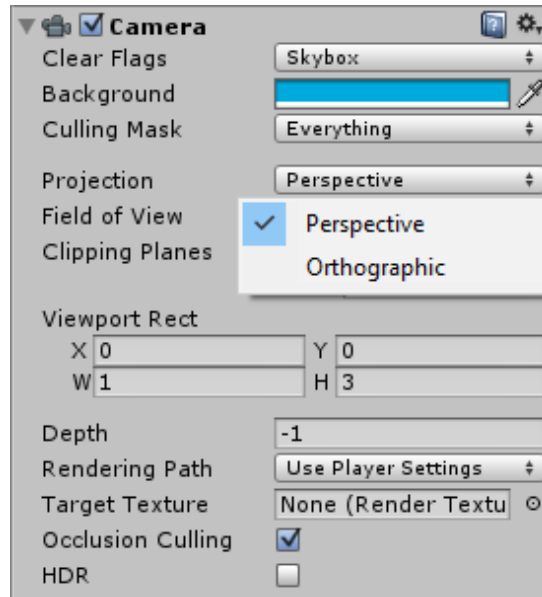 Camera
Clear Flags Skybox
Background
Culling Mask Everything
Projection Perspective
Field of View
Perspective
Clipping Planes
Orthographic
Viewport Rect
X 0 Y 0
W 1 H 3
Depth -1
Rendering Path Use Player Settings
Target Texture None (Render Textu
Occlusion Culling
HDR